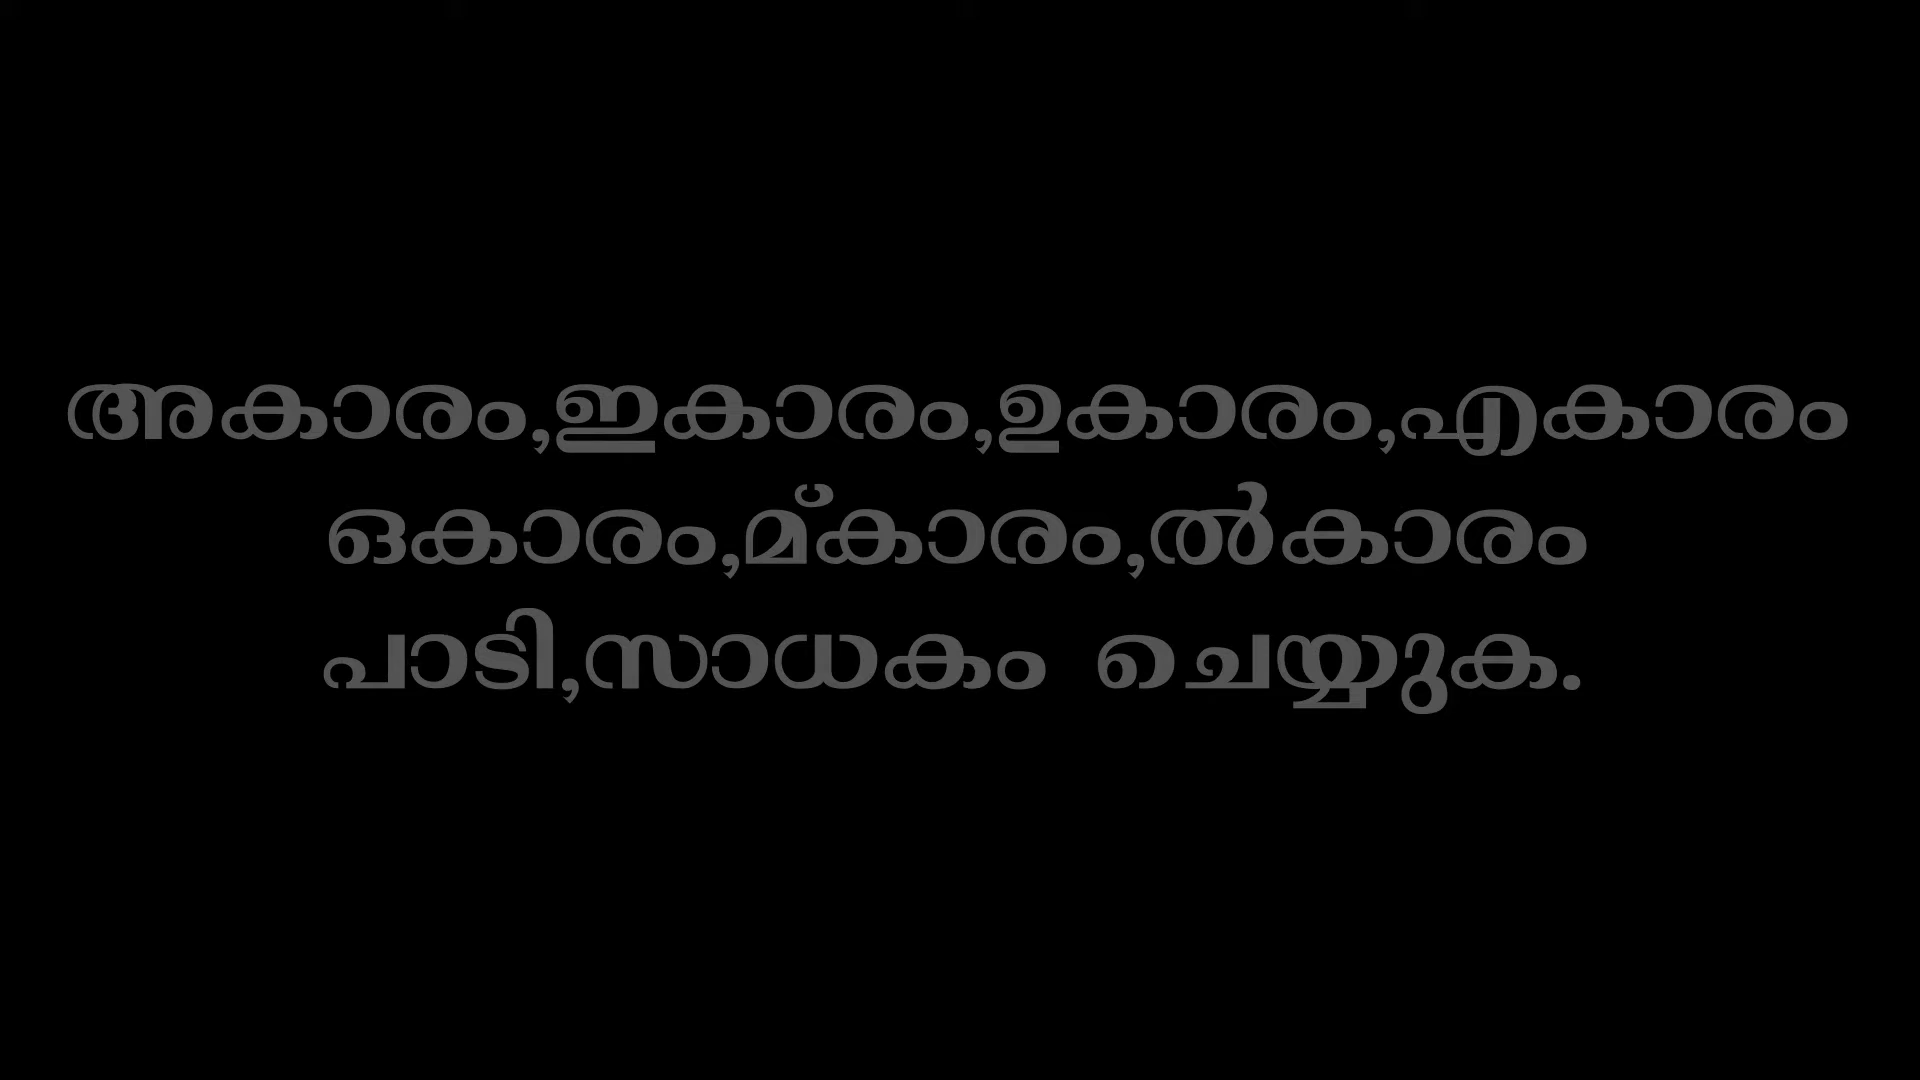 അകാരം,ഇകാരം,ഉകാരം,എകാരം
ഒകാരം,മ്കാരം,ൽകാരം
പാടി,സാധകം ചെയ്യുക.